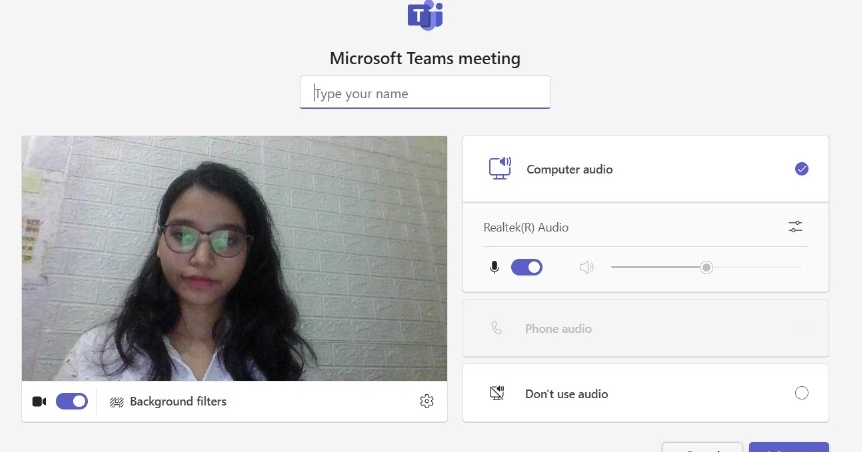 Microsoft Teams meeting
Type your name
Computer audio
Realtek(R) Audio
Phone audio
Don't use audio
Background filters